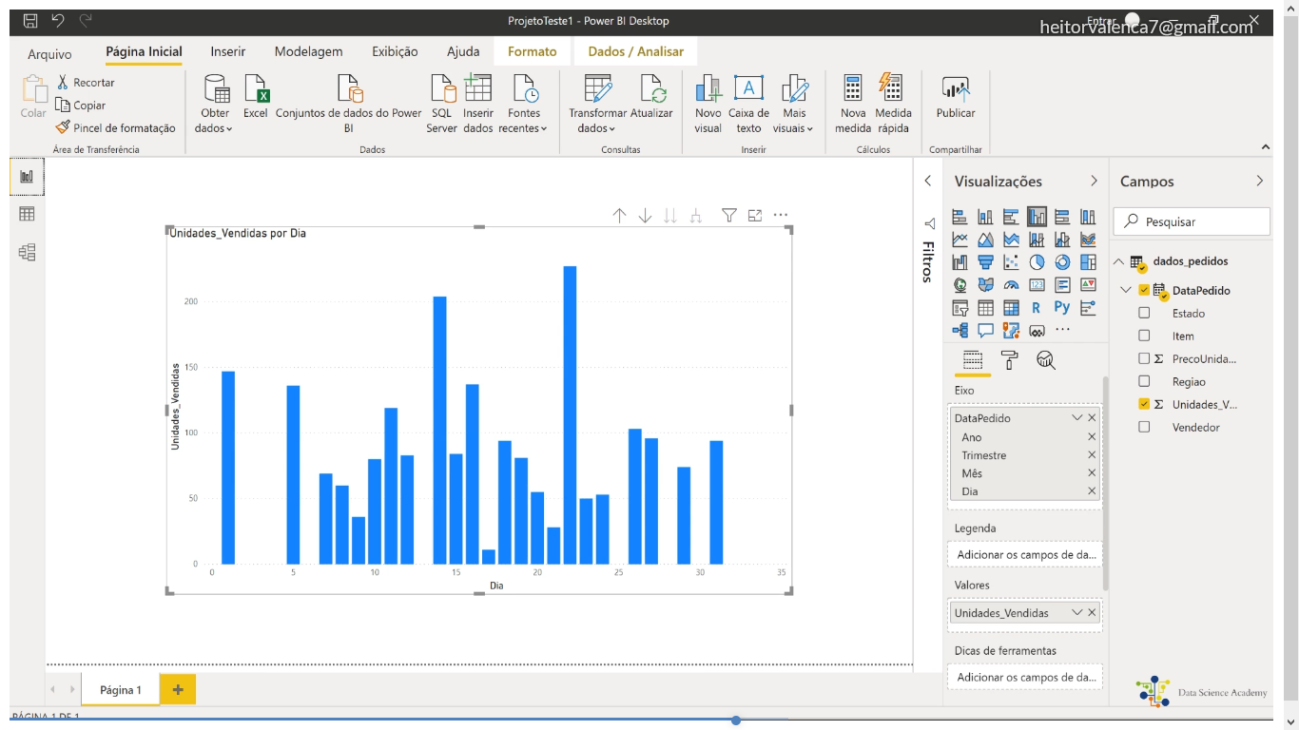 ProjetoTeste1 - Power BI Desktop
Entrar
heitorvalenca7@gmail.com
Arquivo
Página Inicial
Inserir
Modelagem
Exibição
Ajuda
Formato
Dados / Analisar
Colar
Recortar
Copiar
Pincel de formatação
Área de Transferência
Obter
dados
Excel
Conjuntos de dados do Power
BI
SQL
Server
Inserir
dados
Fontes
recentes
Dados
Transformar
dados
Atualizar
Consultas
Novo
visual
Caixa de
texto
Mais
visuais
Inserir
Nova
medida
Medida
rápida
Cálculos
Publicar
Compartilhar
Unidades_Vendidas por Dia
Unidades_Vendidas
200
150
100
50
0
0 5 10 15 20 25 30 35
Dia
Filtros
Visualizações
R
Py
Eixo
DataPedido
Ano
Trimestre
Mês
Dia
Legenda
Adicionar os campos de da...
Valores
Unidades_Vendidas
Dicas de ferramentas
Adicionar os campos de da...
Campos
Pesquisar
dados_pedidos
DataPedido
Estado
Item
PrecoUnida...
Regiao
Unidades_V...
Vendedor
Página 1
PÁGINA 1 DE 1
Data Science Academy